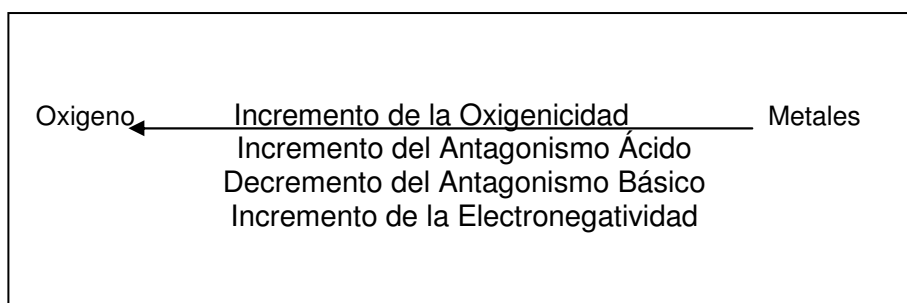 Oxigeno Incremento de la Oxigenicidad Metales
Incremento del Antagonismo Ácido
Decremento del Antagonismo Básico
Incremento de la Electronegatividad